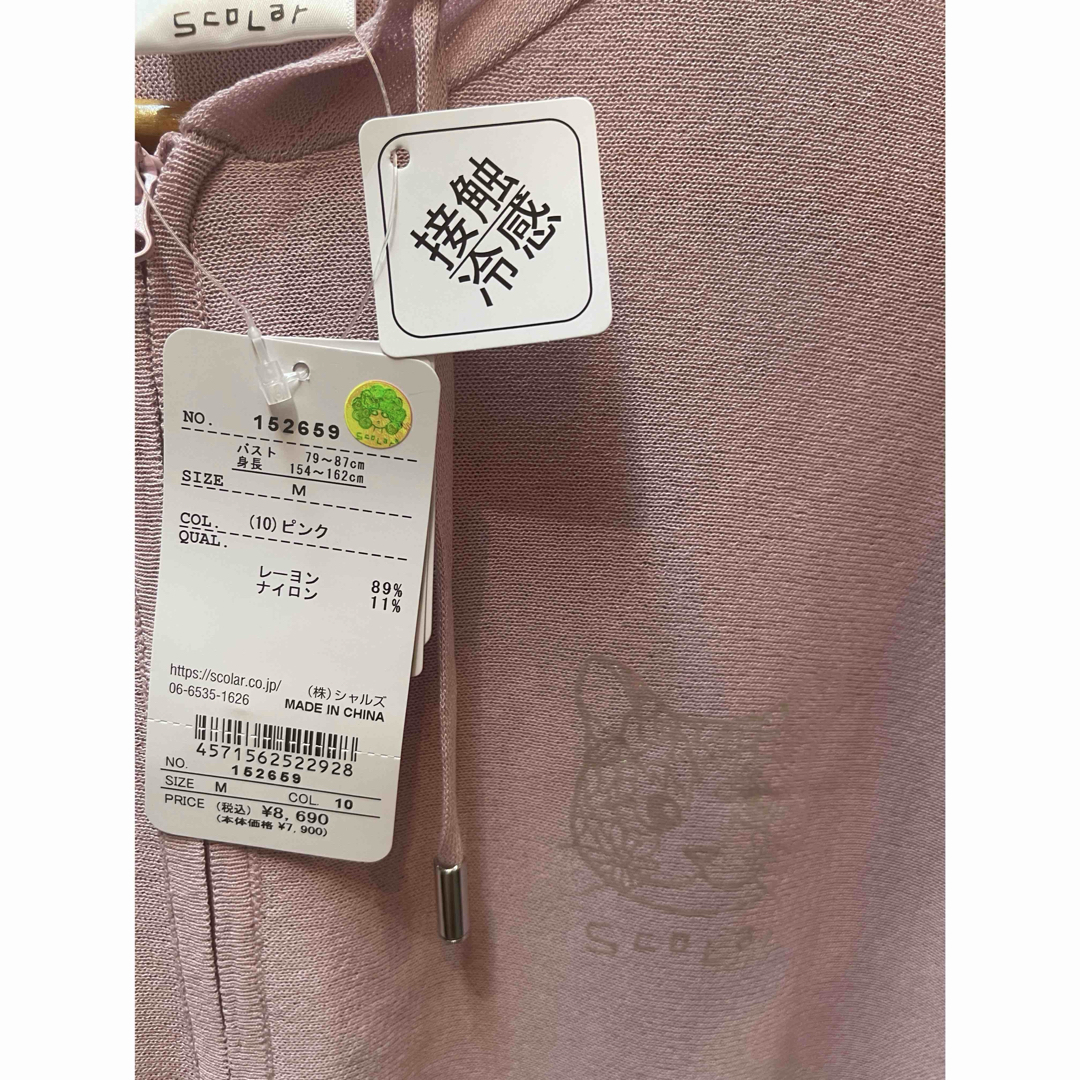 ScoLar
接触
冷感
NO. 152659
ScoLar
バスト 79～87cm
身長 154～162cm
SIZE M
COL. (10)ピンク
QUAL.
レーヨン 89%
ナイロン 11%
https://scolar.co.jp/
06-6535-1626 (株)シャルズ
MADE IN CHINA
4571562522928
NO. 152659
SIZE M COL. 10
PRICE (税込) ¥8,690
(本体価格 ¥7,900)
ScoLar